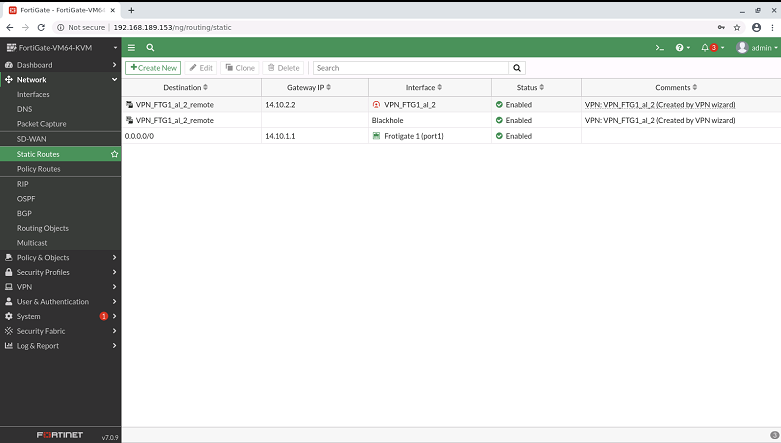 FortiGate - FortiGate-VM64-
Not secure | 192.168.189.153/ng/routing/static
FortiGate-VM64-KVM
3
admin
Dashboard
Network
Interfaces
DNS
Packet Capture
SD-WAN
Static Routes
Policy Routes
RIP
OSPF
BGP
Routing Objects
Multicast
Policy & Objects
Security Profiles
VPN
User & Authentication
System 1
Security Fabric
Log & Report
FORTINET v7.0.9
Create New Edit Clone Delete Search
Destination Gateway IP Interface Status Comments
VPN_FTG1_al_2_remote 14.10.2.2 VPN_FTG1_al_2 Enabled VPN: VPN_FTG1_al_2 (Created by VPN wizard)
VPN_FTG1_al_2_remote Blackhole Enabled VPN: VPN_FTG1_al_2 (Created by VPN wizard)
0.0.0.0/0 14.10.1.1 Frotigate 1 (port1) Enabled
3